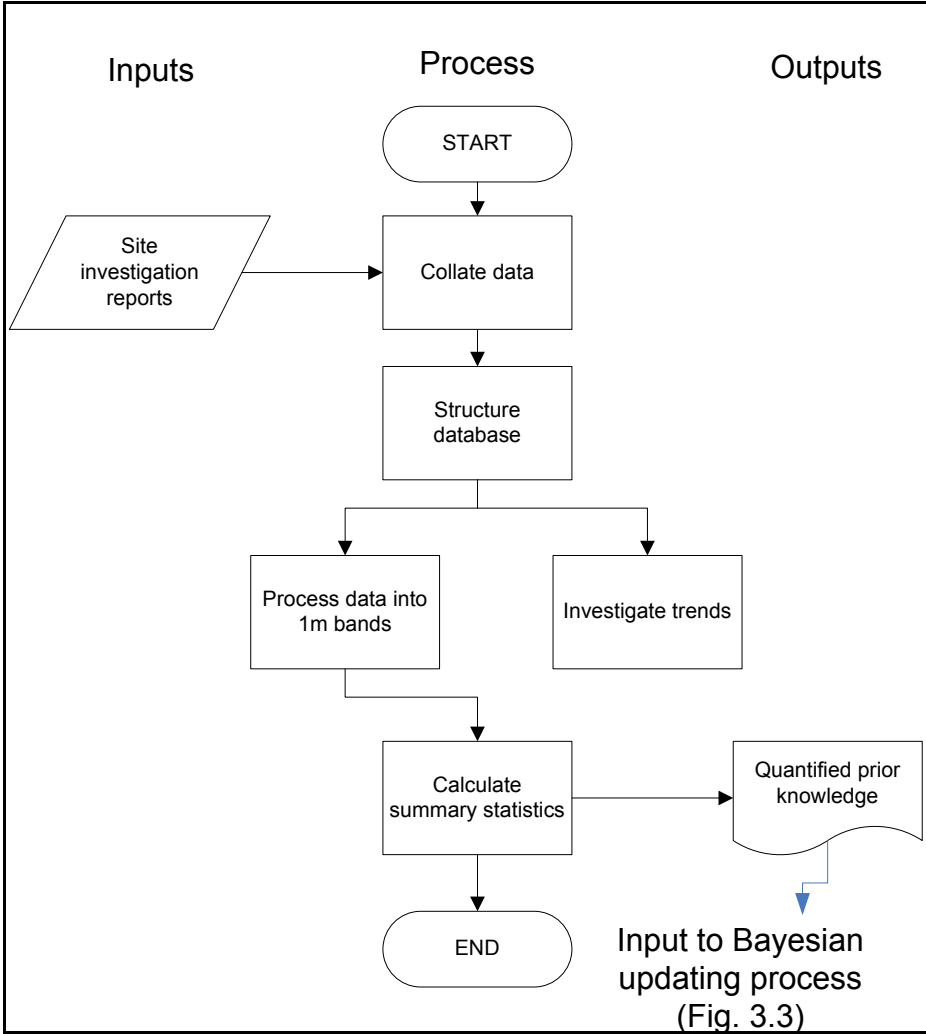 Inputs
Process
Outputs
START
Site
investigation
reports
Collate data
Structure
database
Process data into
1m bands
Investigate trends
Calculate
summary statistics
Quantified prior
knowledge
END
Input to Bayesian
updating process
(Fig. 3.3)